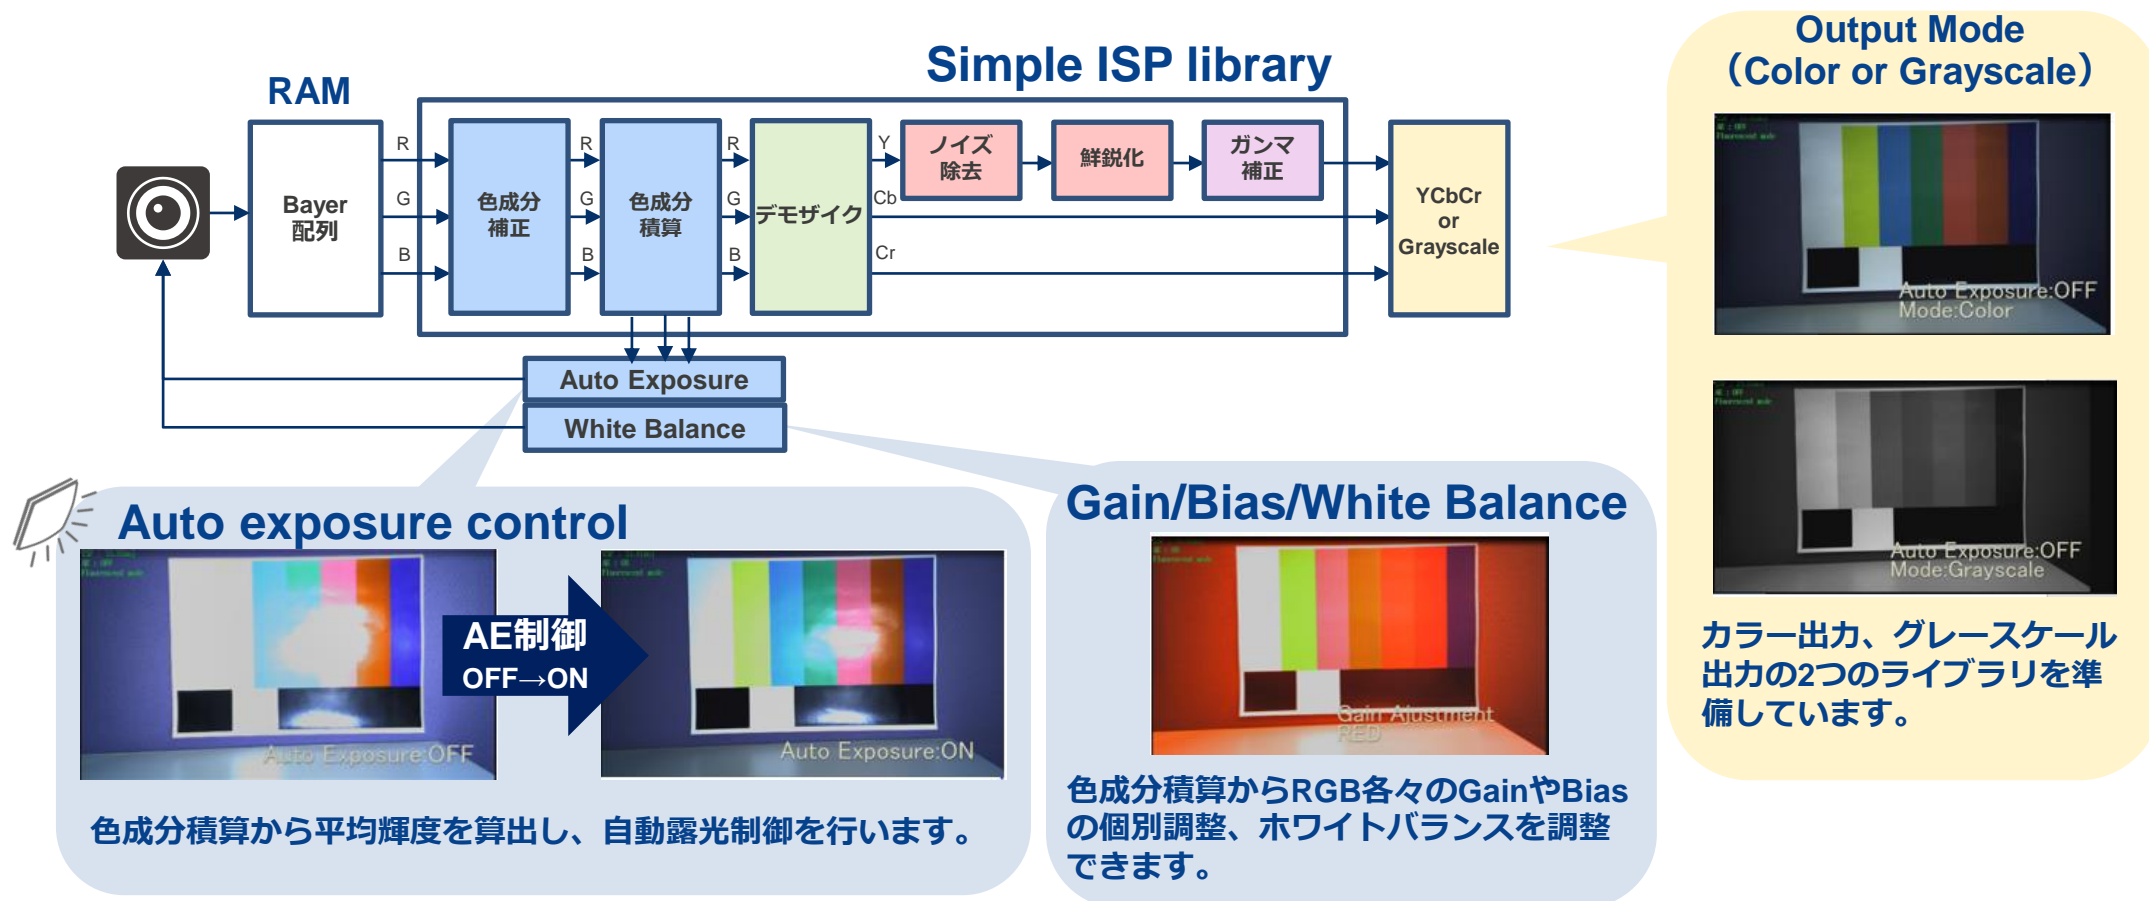 Simple ISP library
RAM
Bayer
配列
R
G
B
色成分
補正
R
G
B
色成分
積算
R
G
B
デモザイク
Y
Cb
Cr
ノイズ
除去
鮮鋭化
ガンマ
補正
YCbCr
or
Grayscale
Auto Exposure
White Balance
Output Mode
（Color or Grayscale）
Auto Exposure:OFF
Mode:Color
Auto Exposure:OFF
Mode:Grayscale
カラー出力、グレースケール
出力の2つのライブラリを準
備しています。
Auto exposure control
Auto Exposure:OFF
AE制御
OFF→ON
Auto Exposure:ON
色成分積算から平均輝度を算出し、自動露光制御を行います。
Gain/Bias/White Balance
Gain Ajustment
RED
色成分積算からRGB各々のGainやBias
の個別調整、ホワイトバランスを調整
できます。